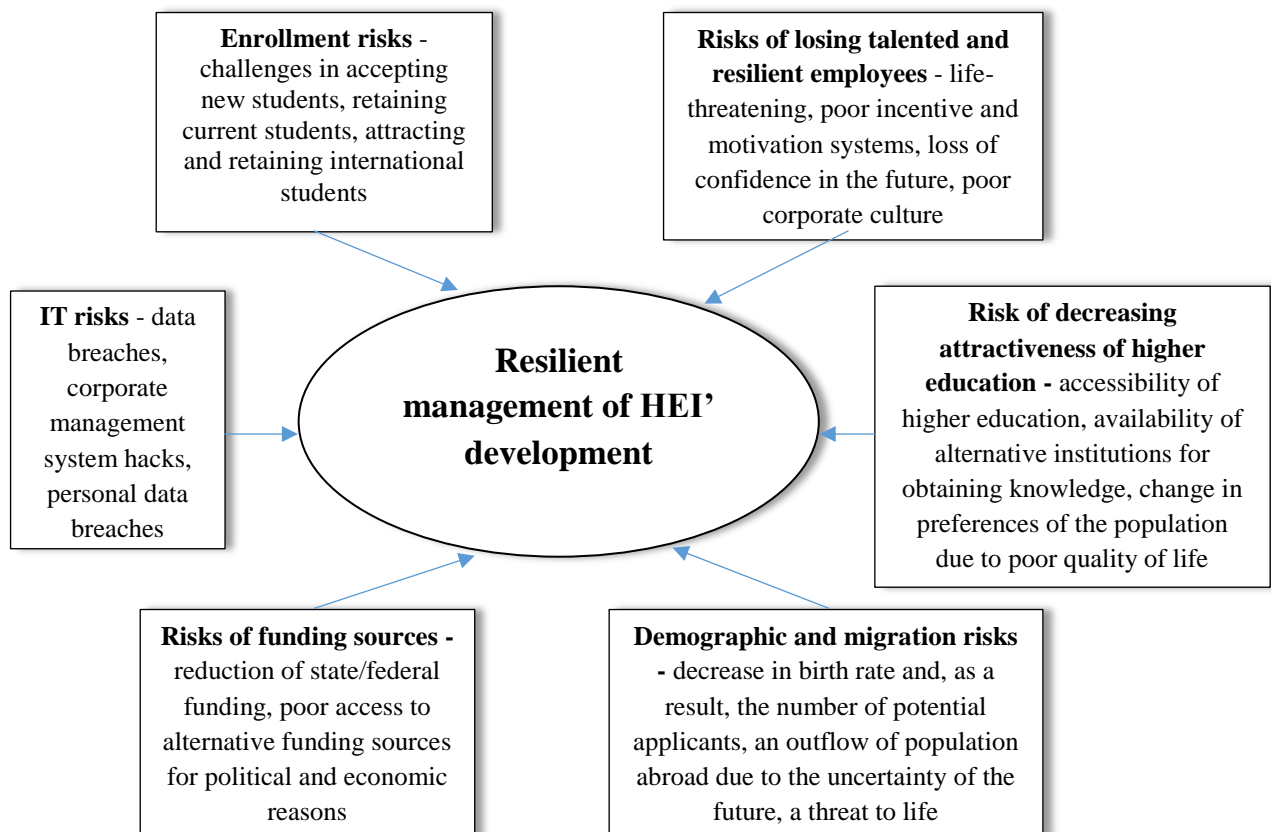 Enrollment risks -
challenges in accepting
new students, retaining
current students, attracting
and retaining international
students
Risks of losing talented and
resilient employees - life-
threatening, poor incentive
and motivation systems, loss of
confidence in the future, poor
corporate culture
IT risks - data
breaches,
corporate
management
system hacks,
personal data
breaches
Resilient
management of HEI’
development
Risk of decreasing
attractiveness of higher
education - accessibility of
higher education, availability of
alternative institutions for
obtaining knowledge, change in
preferences of the population
due to poor quality of life
Risks of funding sources -
reduction of state/federal
funding, poor access to
alternative funding sources
for political and economic
reasons
Demographic and migration risks
- decrease in birth rate and, as a
result, the number of potential
applicants, an outflow of population
abroad due to the uncertainty of the
future, a threat to life